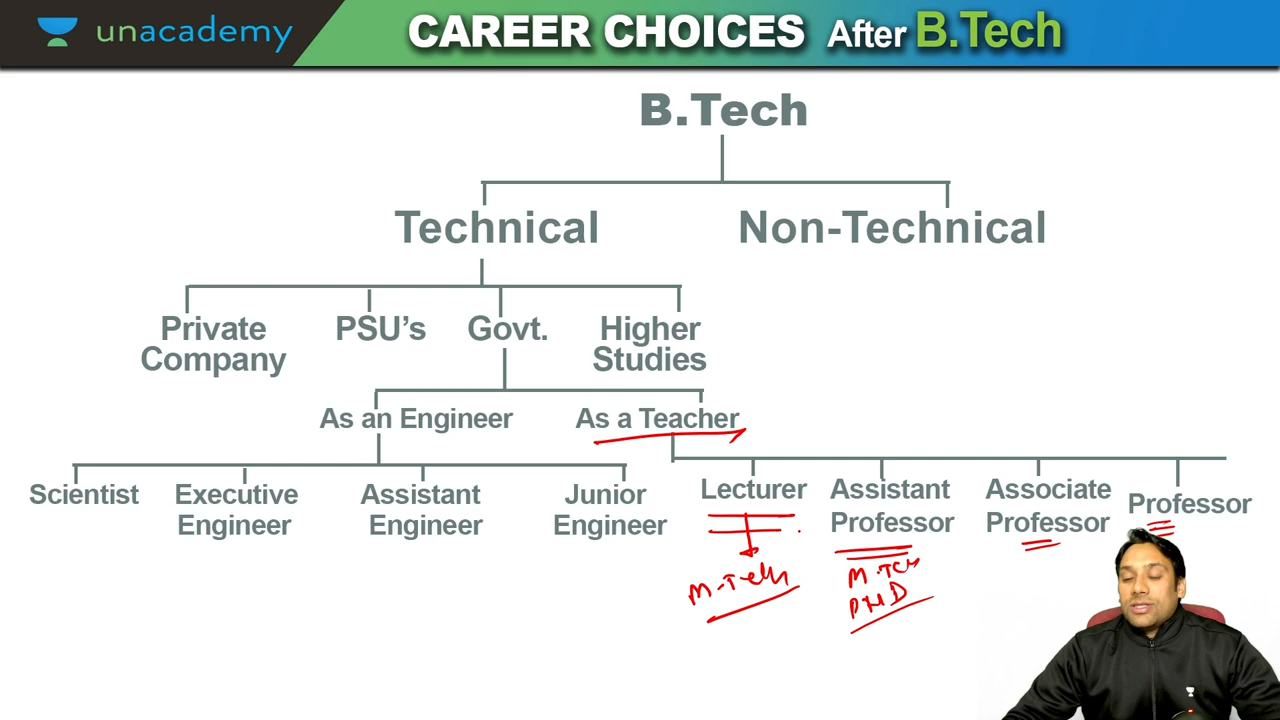 unacademy
CAREER CHOICES After B.Tech
B.Tech
Technical
Non-Technical
Private
Company
PSU's
Govt.
Higher
Studies
As an Engineer
As a Teacher
Scientist
Executive
Engineer
Assistant
Engineer
Junior
Engineer
Lecturer
Assistant
Professor
Associate
Professor
Professor
M-Tech
M.Tch
PHD